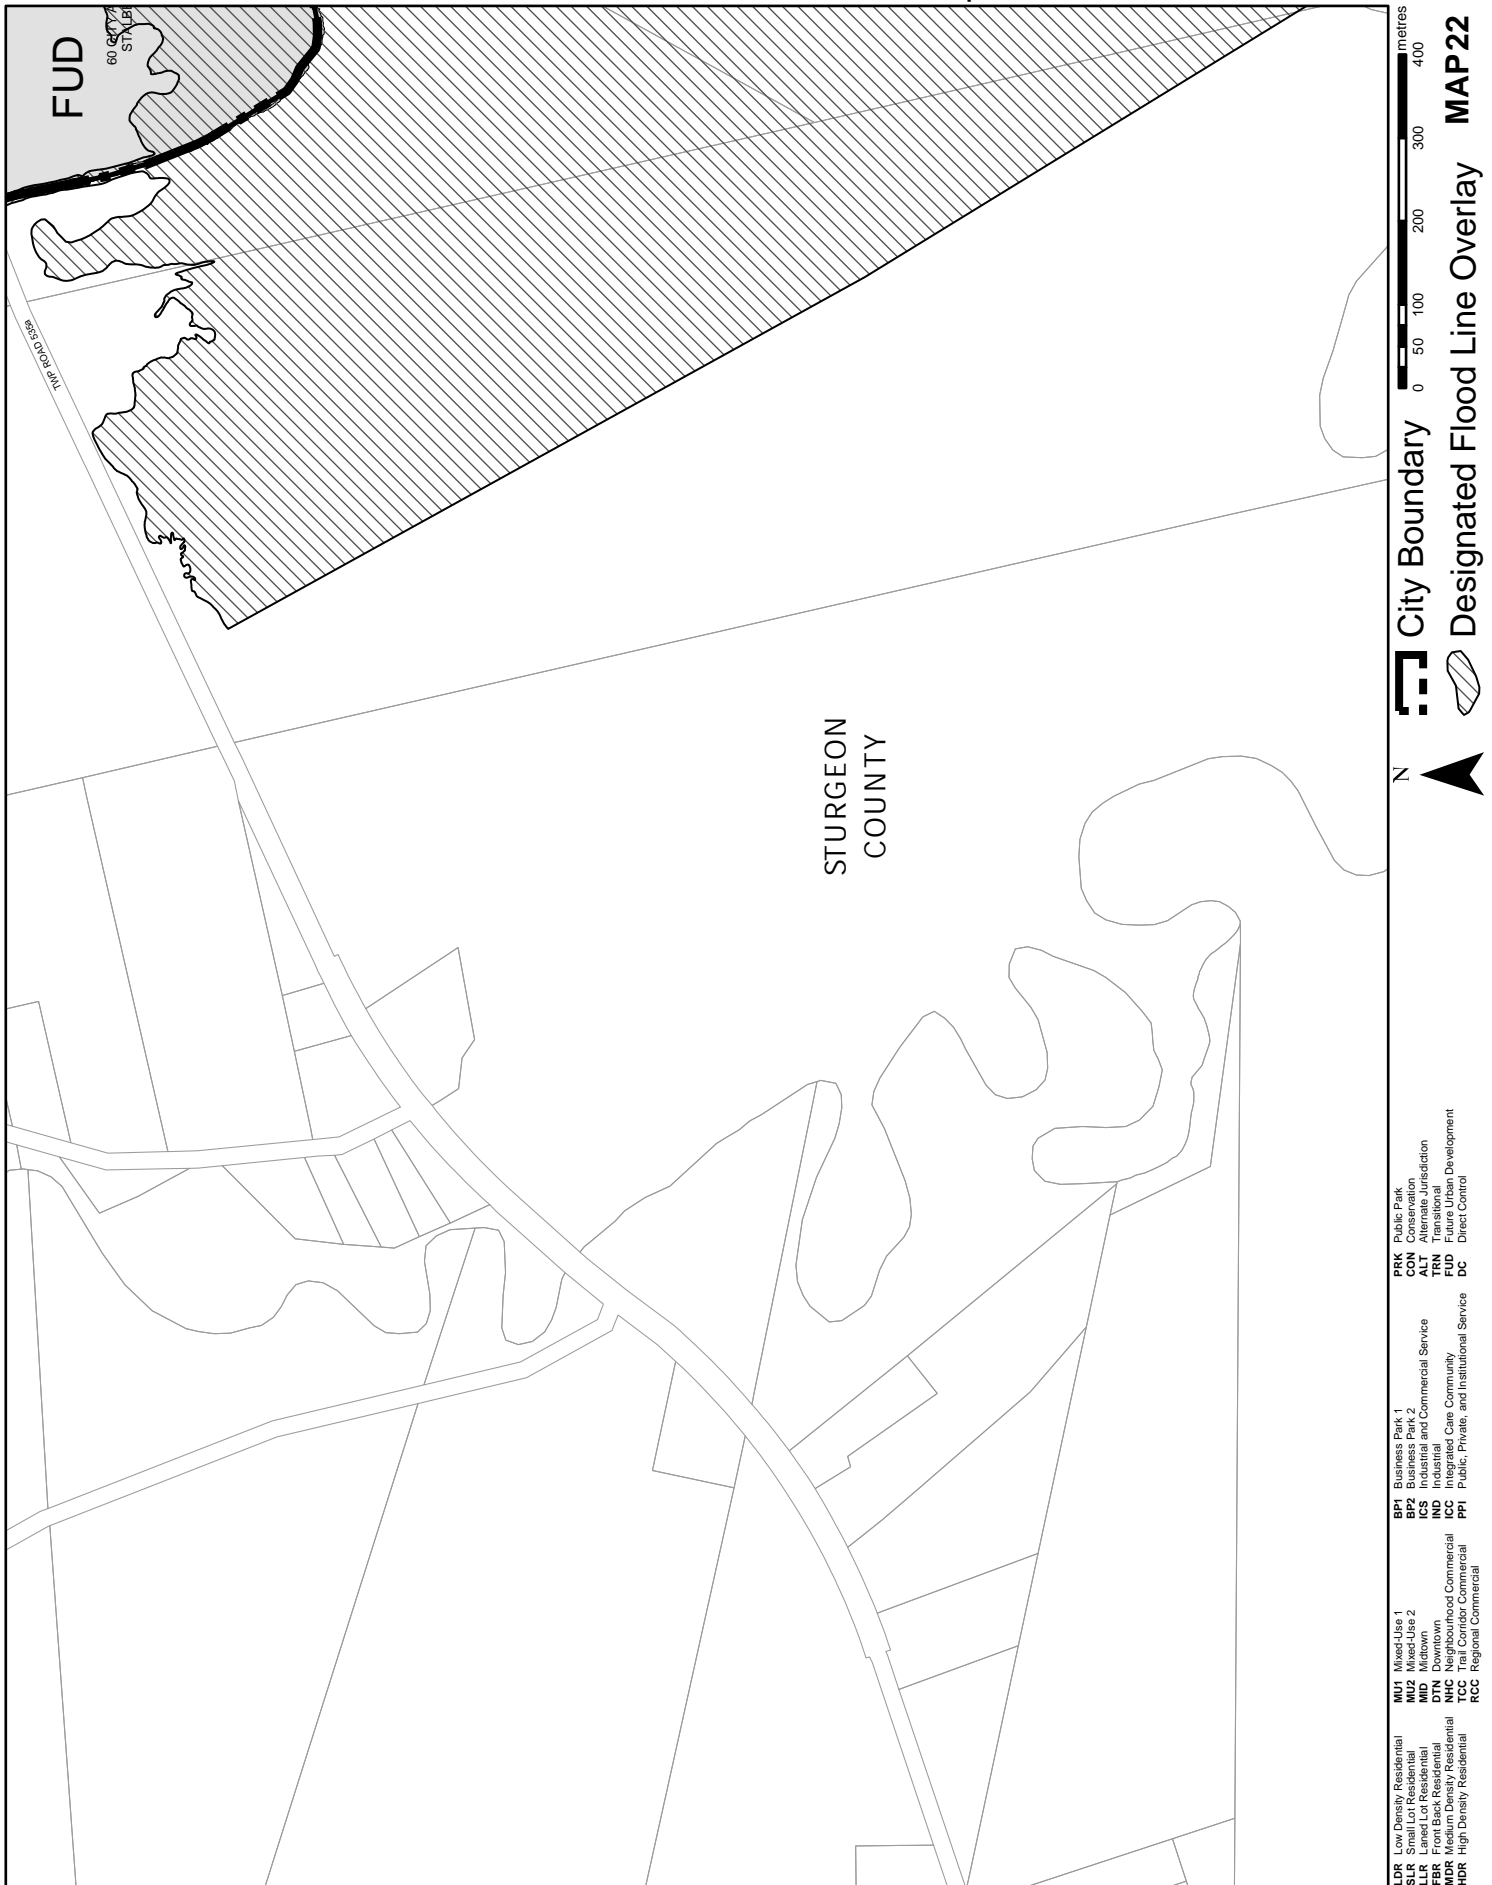 FUD
60 CITY A
STALB
TWP ROAD 535a
STURGEON
COUNTY
LDR Low Density Residential
SLR Small Lot Residential
LLR Laned Lot Residential
FBR Front Back Residential
MDR Medium Density Residential
HDR High Density Residential
MU1 Mixed-Use 1
MU2 Mixed-Use 2
MID Midtown
DTN Downtown
NHC Neighbourhood Commercial
TCC Trail Corridor Commercial
RCC Regional Commercial
BP1 Business Park 1
BP2 Business Park 2
ICS Industrial and Commercial Service
IND Industrial
ICC Integrated Care Community
PPI Public, Private, and Institutional Service
PRK Public Park
CON Conservation
ALT Alternate Jurisdiction
TRN Transitional
FUD Future Urban Development
DC Direct Control
N
City Boundary
Designated Flood Line Overlay
0 50 100 200 300 400 metres
MAP22